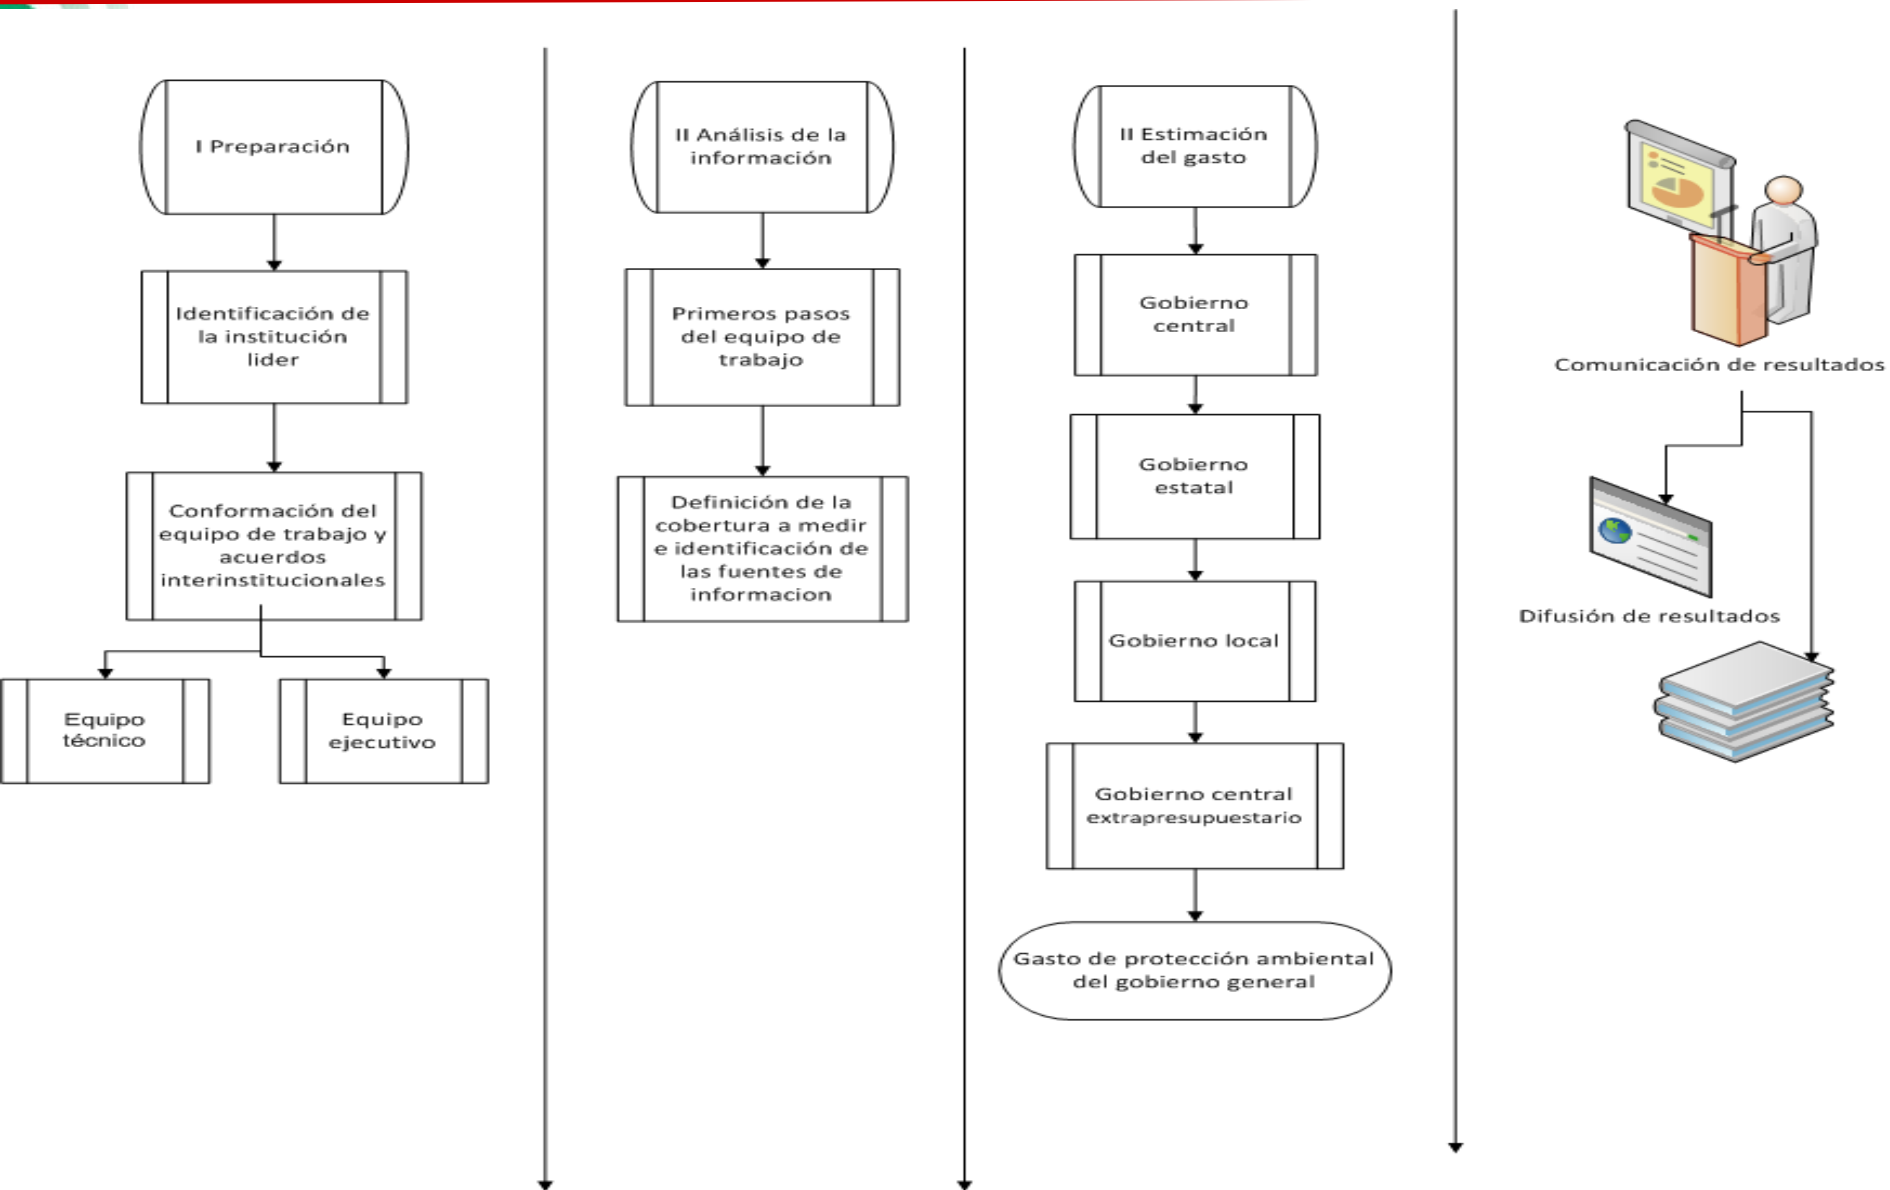 I Preparación
Identificación de
la institución
lider
Conformación del
equipo de trabajo y
acuerdos
interinstitucionales
Equipo
técnico
Equipo
ejecutivo
II Análisis de la
información
Primeros pasos
del equipo de
trabajo
Definición de la
cobertura a medir
e identificación de
las fuentes de
informacion
II Estimación
del gasto
Gobierno
central
Gobierno
estatal
Gobierno local
Gobierno central
extrapresupuestario
Gasto de protección ambiental
del gobierno general
Comunicación de resultados
Difusión de resultados